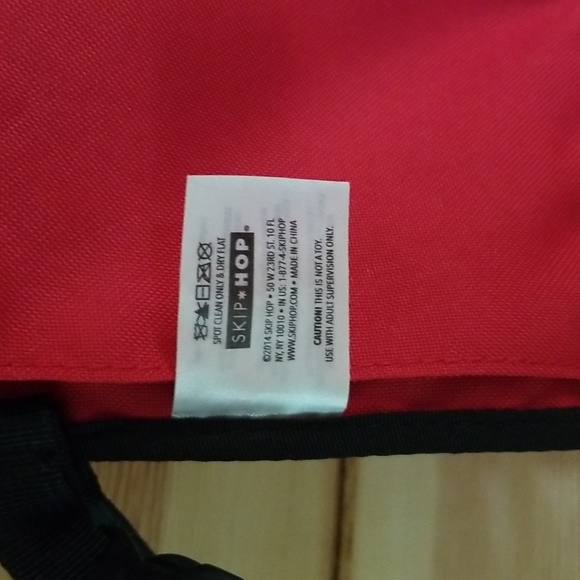 SPOT CLEAN ONLY & DRY FLAT
SKIP*HOP®
©2014 SKIP HOP • 50 W 23RD ST. 10 FL
NY, NY 10010 • IN US: 1-877-4-SKIPHOP
WWW.SKIPHOP.COM • MADE IN CHINA
CAUTION! THIS IS NOT A TOY.
USE WITH ADULT SUPERVISION ONLY.